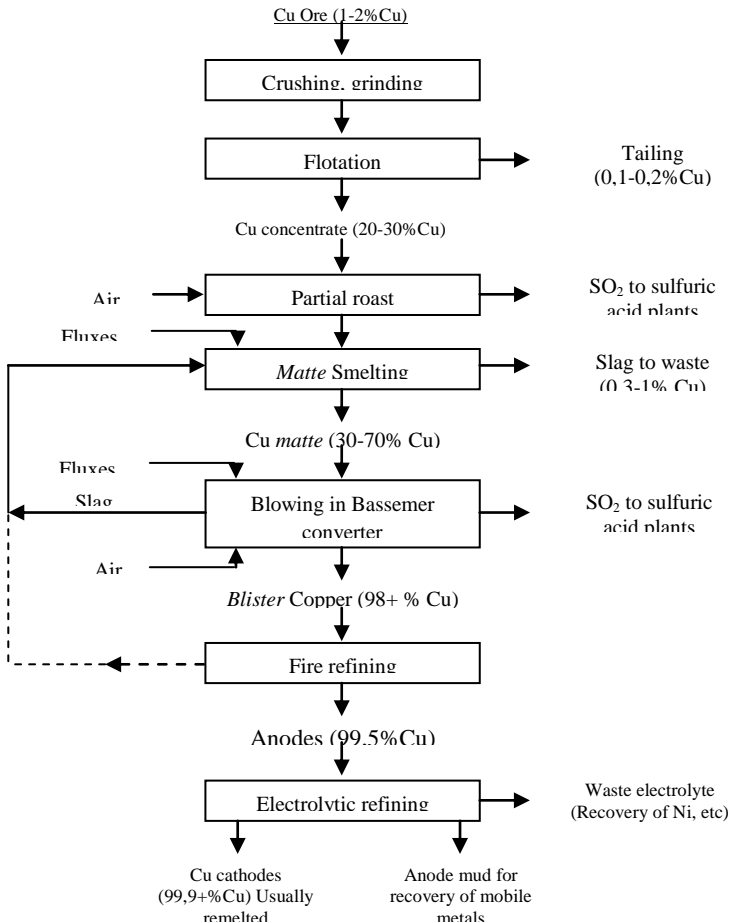 Cu Ore (1-2%Cu)
Crushing, grinding
Flotation
Tailing
(0,1-0,2%Cu)
Cu concentrate (20-30%Cu)
Air
Partial roast
SO₂ to sulfuric
acid plants
Fluxes
Matte Smelting
Slag to waste
(0,3-1% Cu)
Cu matte (30-70% Cu)
Fluxes
Slag
Blowing in Bassemer
converter
SO₂ to sulfuric
acid plants
Air
Blister Copper (98+ % Cu)
Fire refining
Anodes (99,5%Cu)
Electrolytic refining
Waste electrolyte
(Recovery of Ni, etc)
Cu cathodes
(99,9+%Cu) Usually
remelted
Anode mud for
recovery of mobile
metals